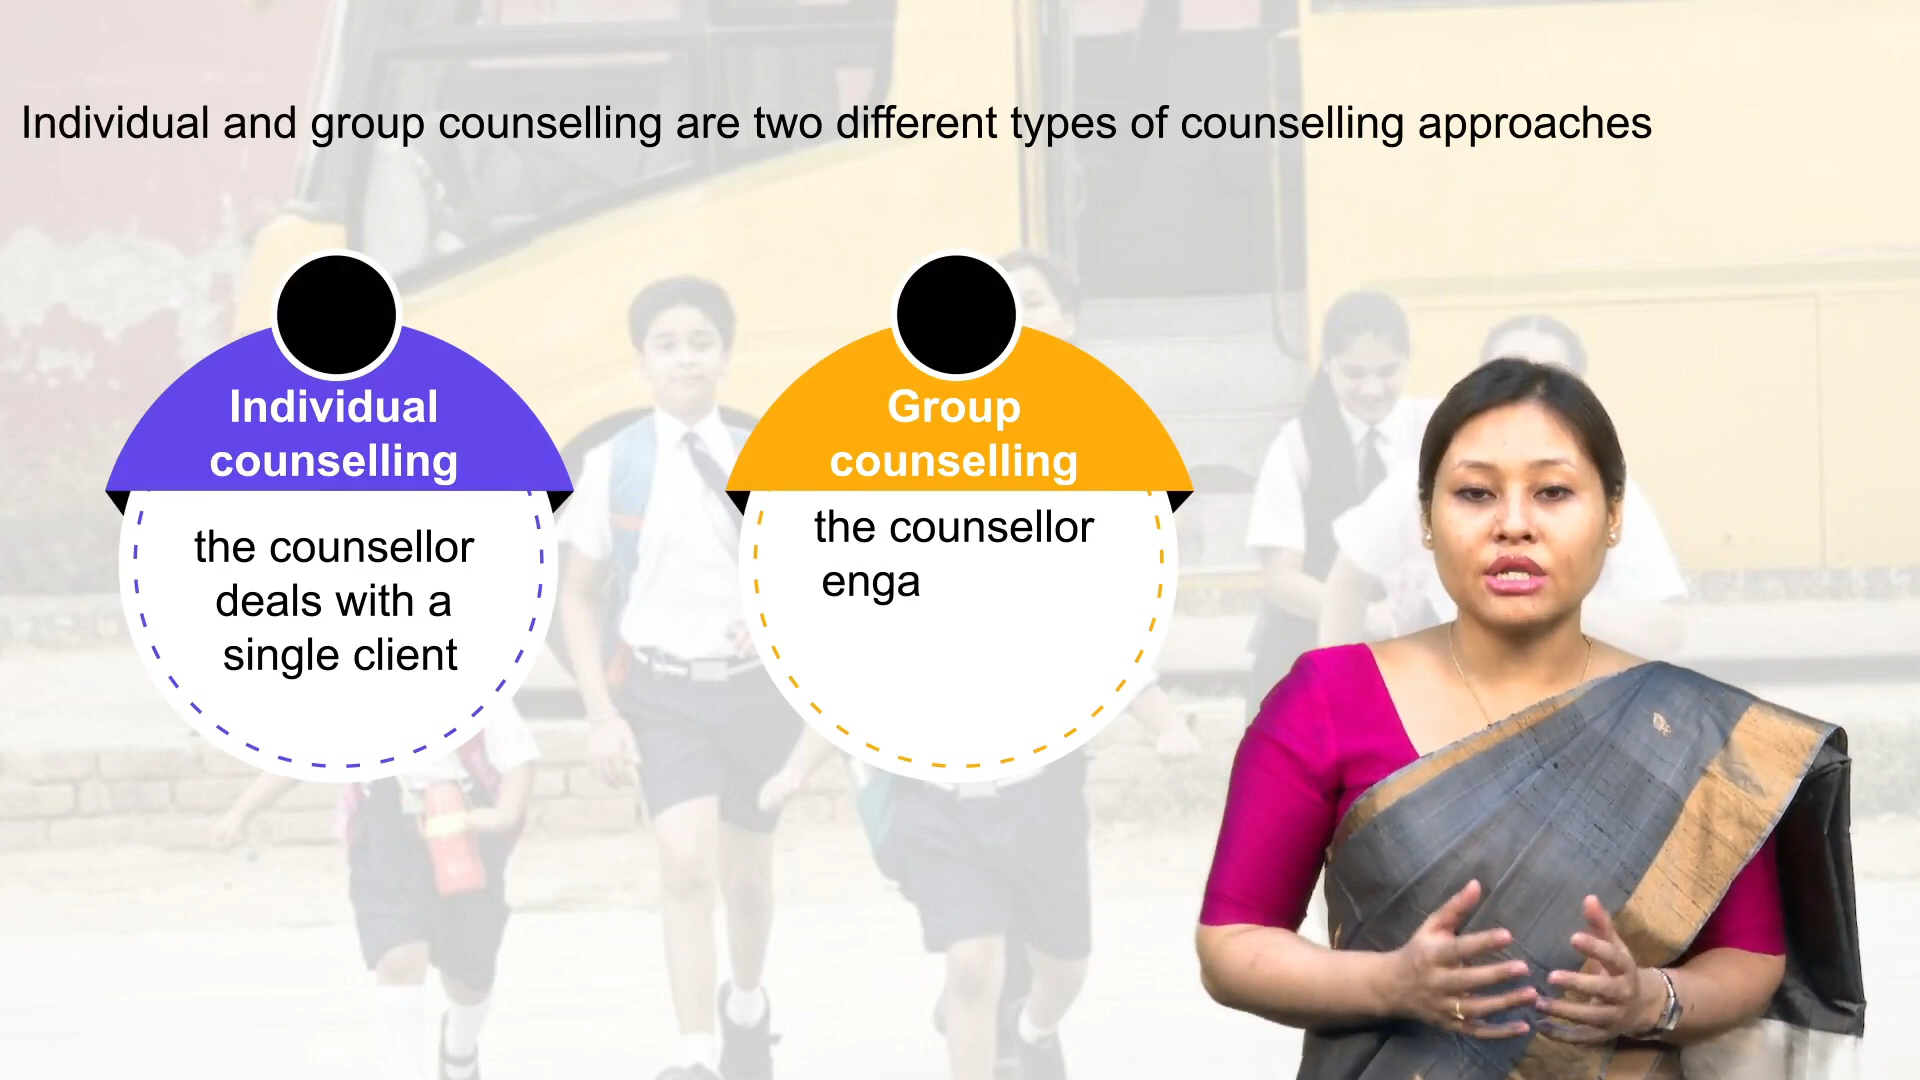 Individual and group counselling are two different types of counselling approaches
Individual
counselling
the counsellor
deals with a
single client
Group
counselling
the counsellor
enga